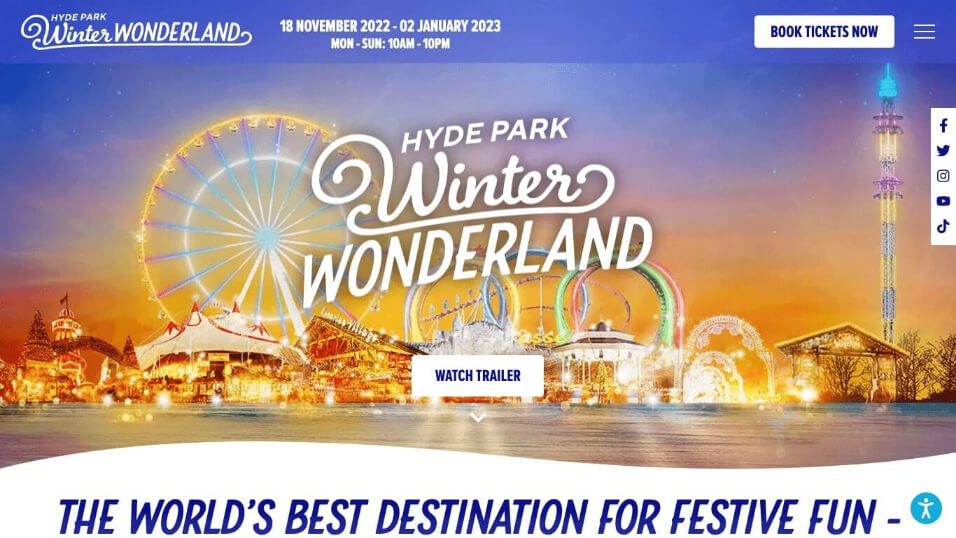 HYDE PARK
Winter WONDERLAND
18 NOVEMBER 2022 - 02 JANUARY 2023
MON - SUN: 10AM - 10PM
BOOK TICKETS NOW
HYDE PARK
Winter
WONDERLAND
WATCH TRAILER
THE WORLD'S BEST DESTINATION FOR FESTIVE FUN -